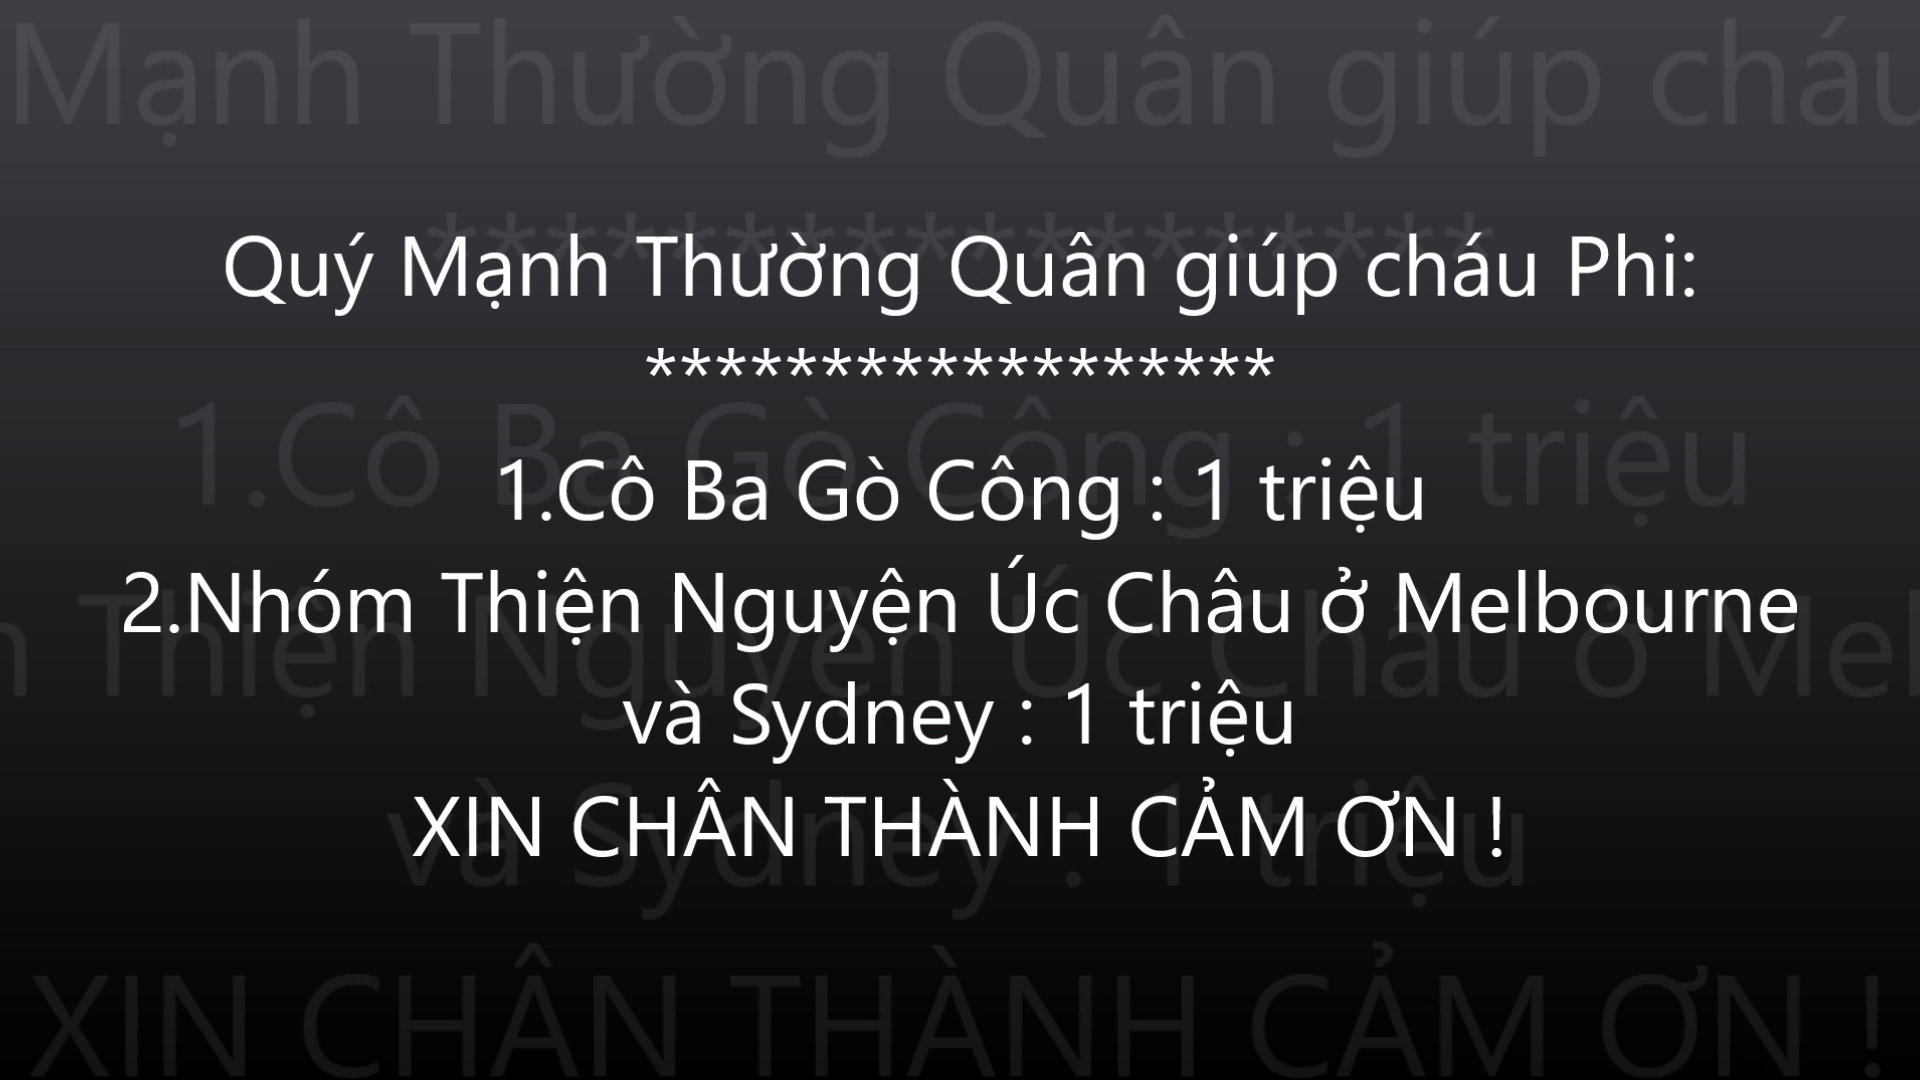 Quý Mạnh Thường Quân giúp cháu Phi:
******************
1.Cô Ba Gò Công : 1 triệu
2.Nhóm Thiện Nguyện Úc Châu ở Melbourne
và Sydney : 1 triệu
XIN CHÂN THÀNH CẢM ƠN !